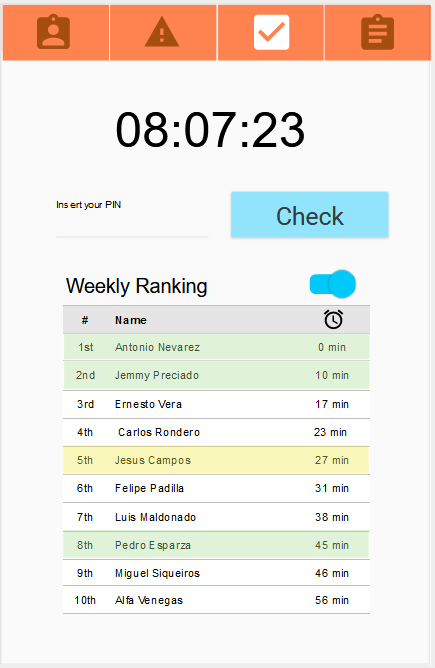 08:07:23
Insert your PIN
Check
Weekly Ranking
# Name
1st Antonio Nevarez 0 min
2nd Jemmy Preciado 10 min
3rd Ernesto Vera 17 min
4th Carlos Rondero 23 min
5th Jesus Campos 27 min
6th Felipe Padilla 31 min
7th Luis Maldonado 38 min
8th Pedro Esparza 45 min
9th Miguel Siqueiros 46 min
10th Alfa Venegas 56 min